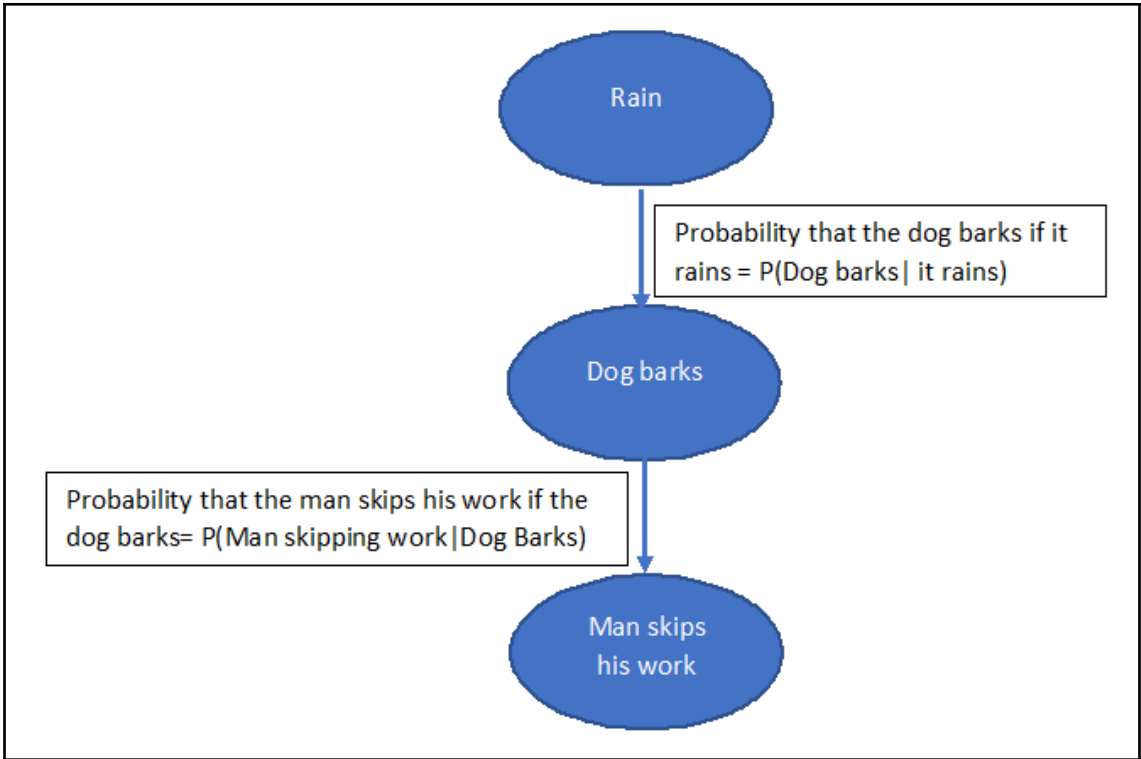 Rain
Probability that the dog barks if it
rains = P(Dog barks| it rains)
Dog barks
Probability that the man skips his work if the
dog barks= P(Man skipping work|Dog Barks)
Man skips
his work